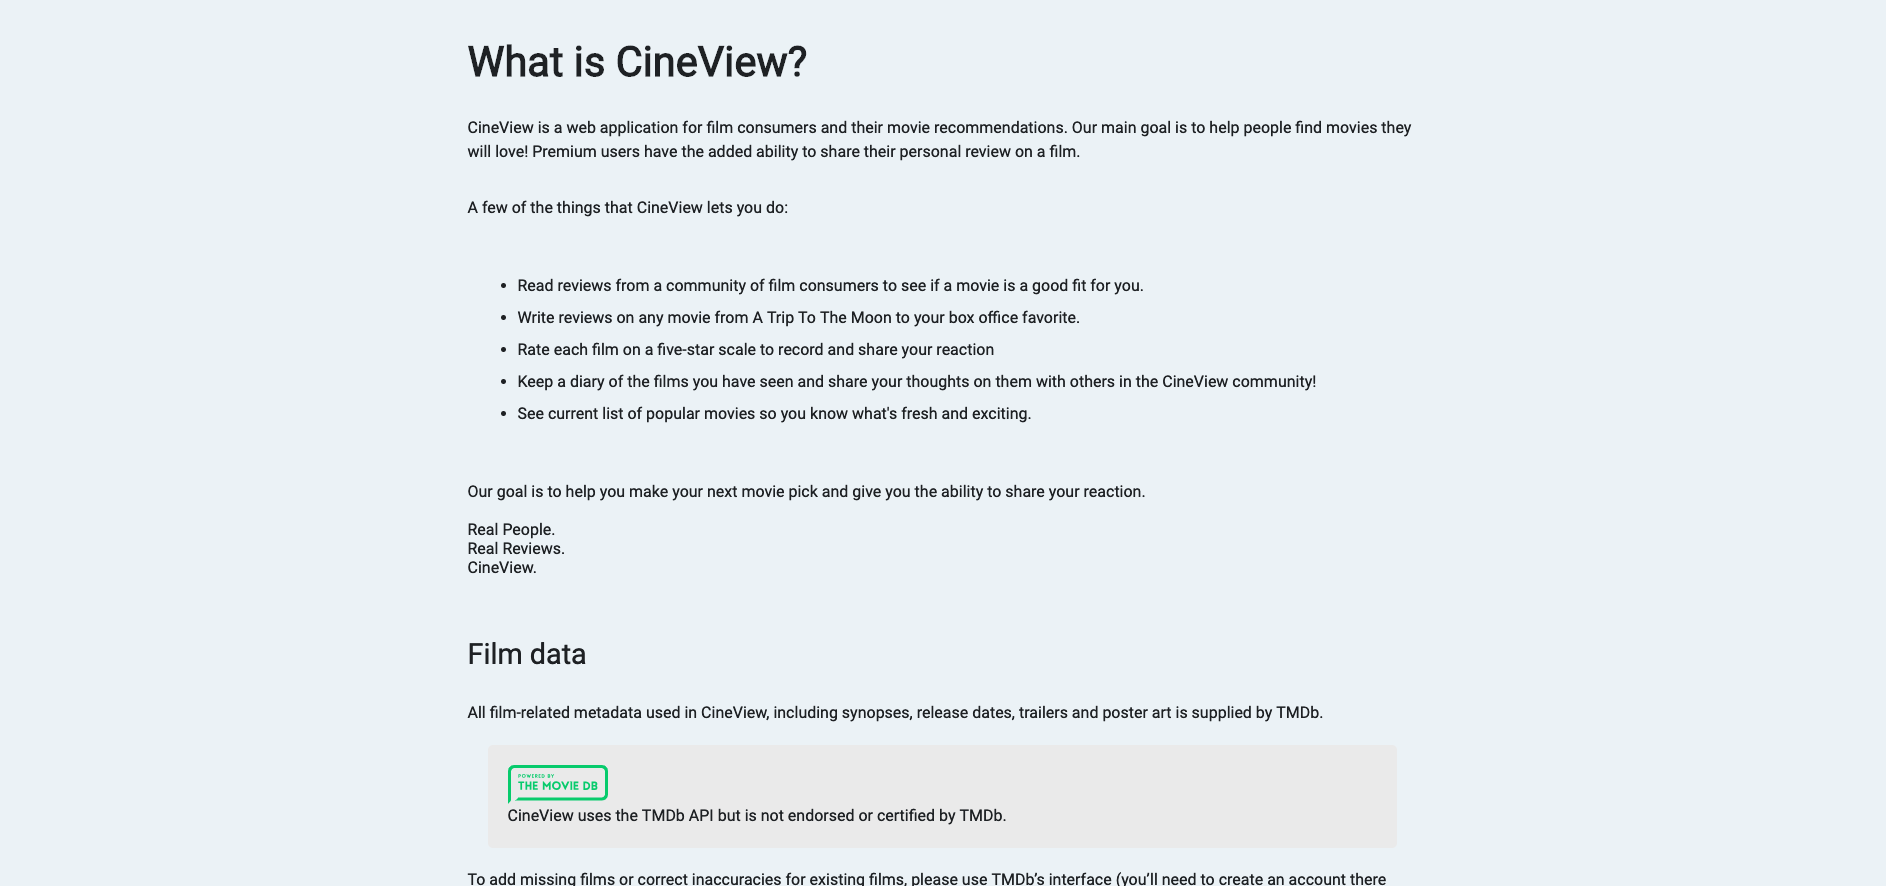 What is CineView?
CineView is a web application for film consumers and their movie recommendations. Our main goal is to help people find movies they
will love! Premium users have the added ability to share their personal review on a film.
A few of the things that CineView lets you do:
• Read reviews from a community of film consumers to see if a movie is a good fit for you.
• Write reviews on any movie from A Trip To The Moon to your box office favorite.
• Rate each film on a five-star scale to record and share your reaction
• Keep a diary of the films you have seen and share your thoughts on them with others in the CineView community!
• See current list of popular movies so you know what's fresh and exciting.
Our goal is to help you make your next movie pick and give you the ability to share your reaction.
Real People.
Real Reviews.
CineView.
Film data
All film-related metadata used in CineView, including synopses, release dates, trailers and poster art is supplied by TMDb.
POWERED BY
THE MOVIE DB
CineView uses the TMDb API but is not endorsed or certified by TMDb.
To add missing films or correct inaccuracies for existing films, please use TMDb’s interface (you’ll need to create an account there